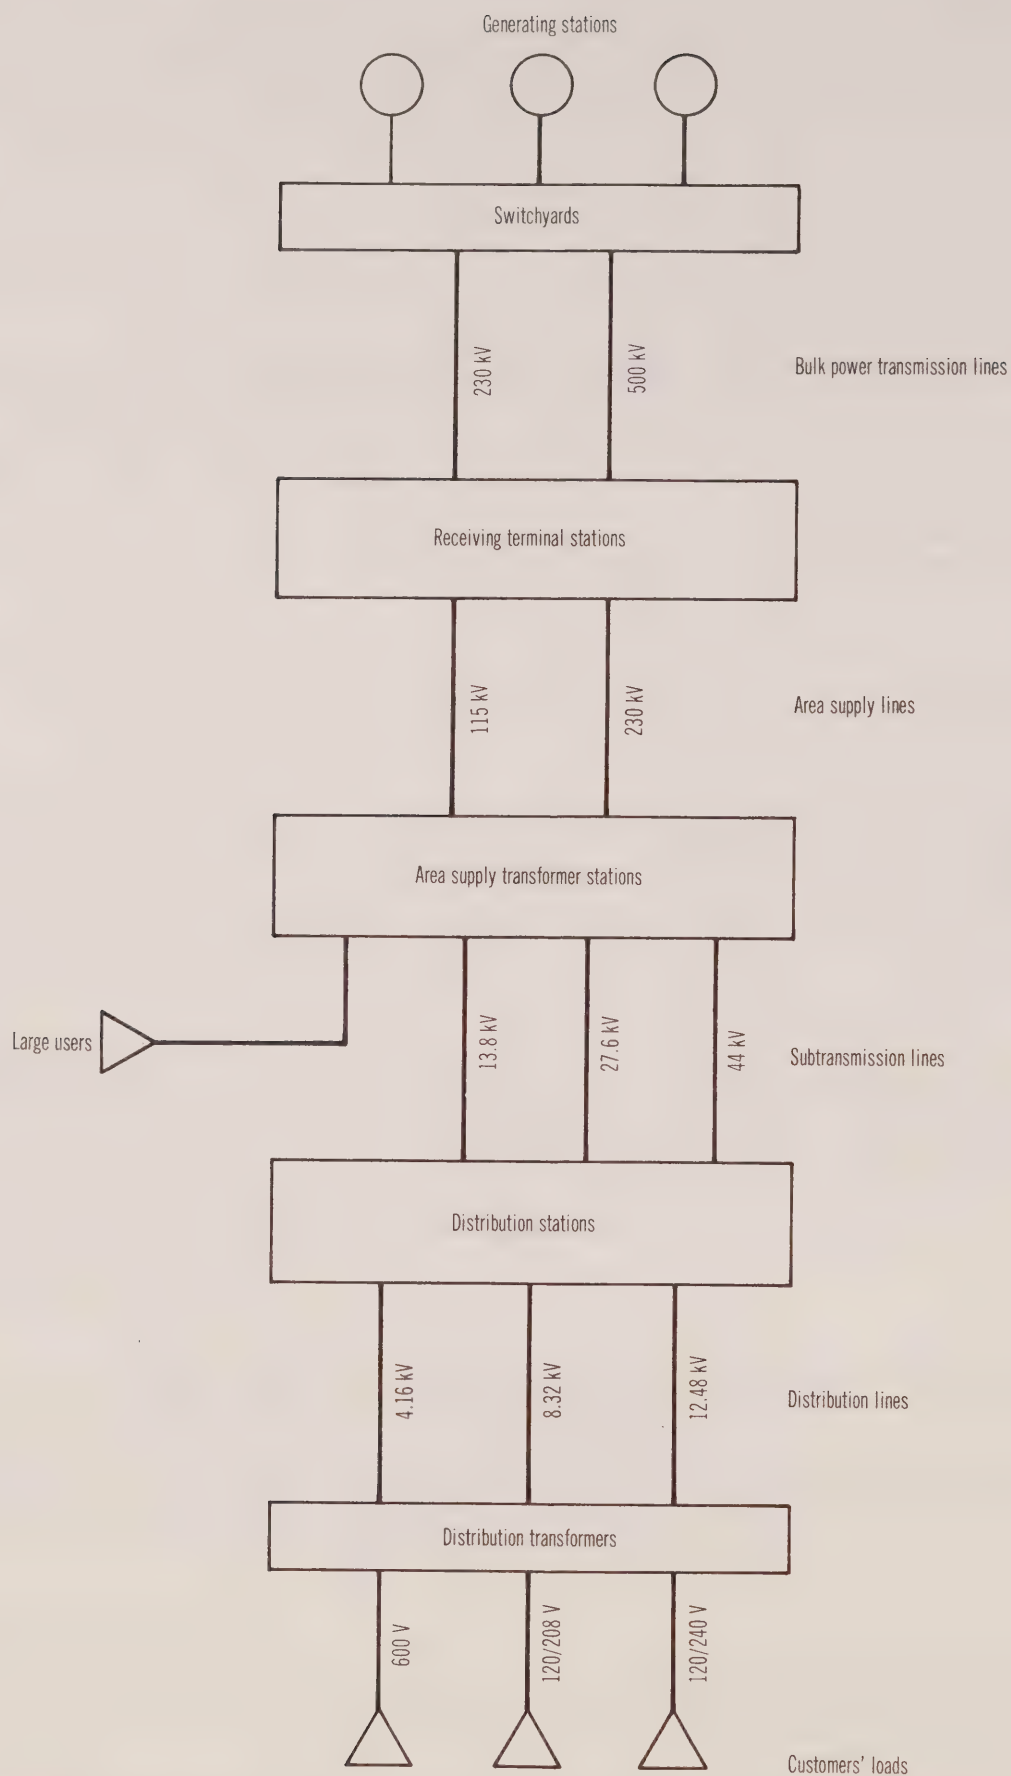 Generating stations
Switchyards
230 kV
500 kV
Bulk power transmission lines
Receiving terminal stations
115 kV
230 kV
Area supply lines
Area supply transformer stations
Large users
13.8 kV
27.6 kV
44 kV
Subtransmission lines
Distribution stations
4.16 kV
8.32 kV
12.48 kV
Distribution lines
Distribution transformers
600 V
120/208 V
120/240 V
Customers' loads